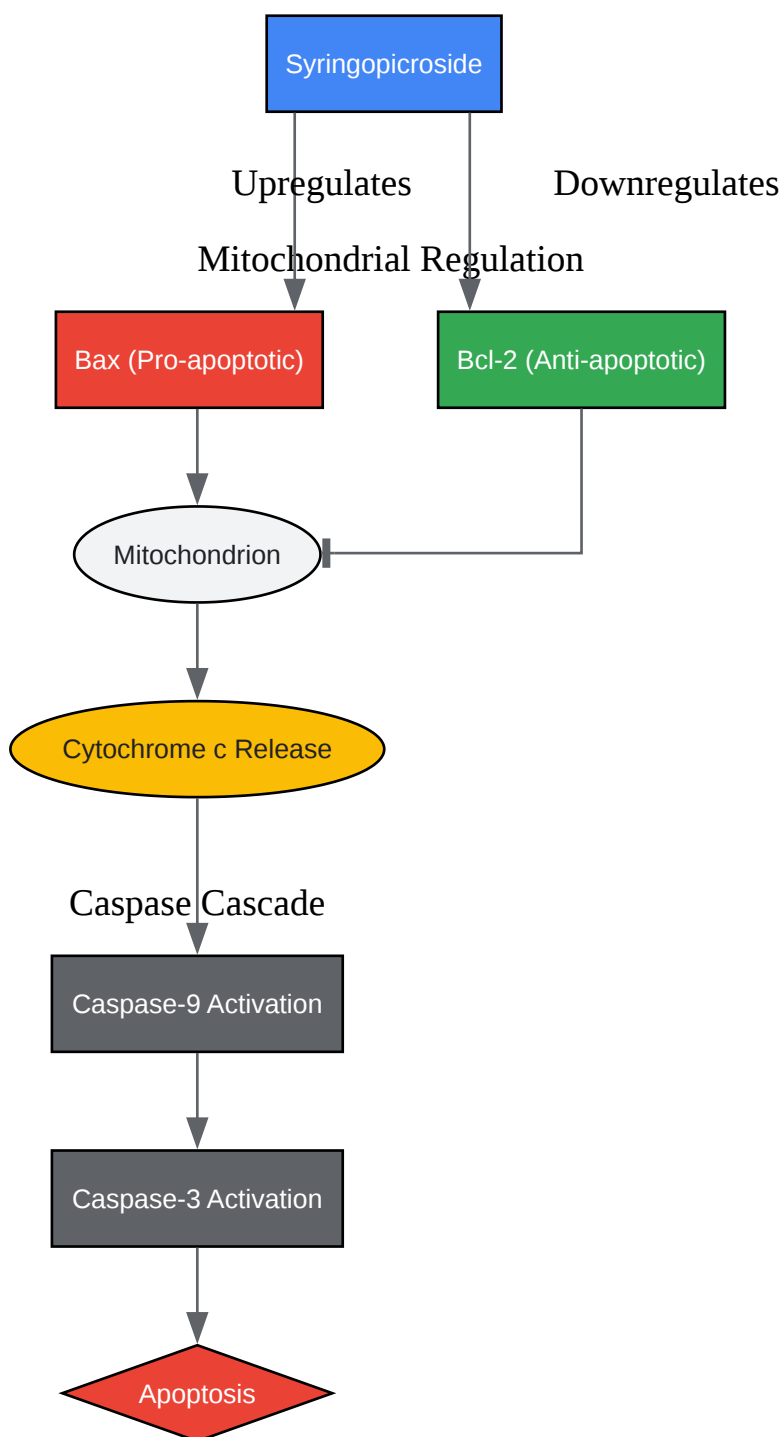 Syringopicroside
Upregulates
Downregulates
Mitochondrial Regulation
Bax (Pro-apoptotic)
Bcl-2 (Anti-apoptotic)
Mitochondrion
Cytochrome c Release
Caspase Cascade
Caspase-9 Activation
Caspase-3 Activation
Apoptosis